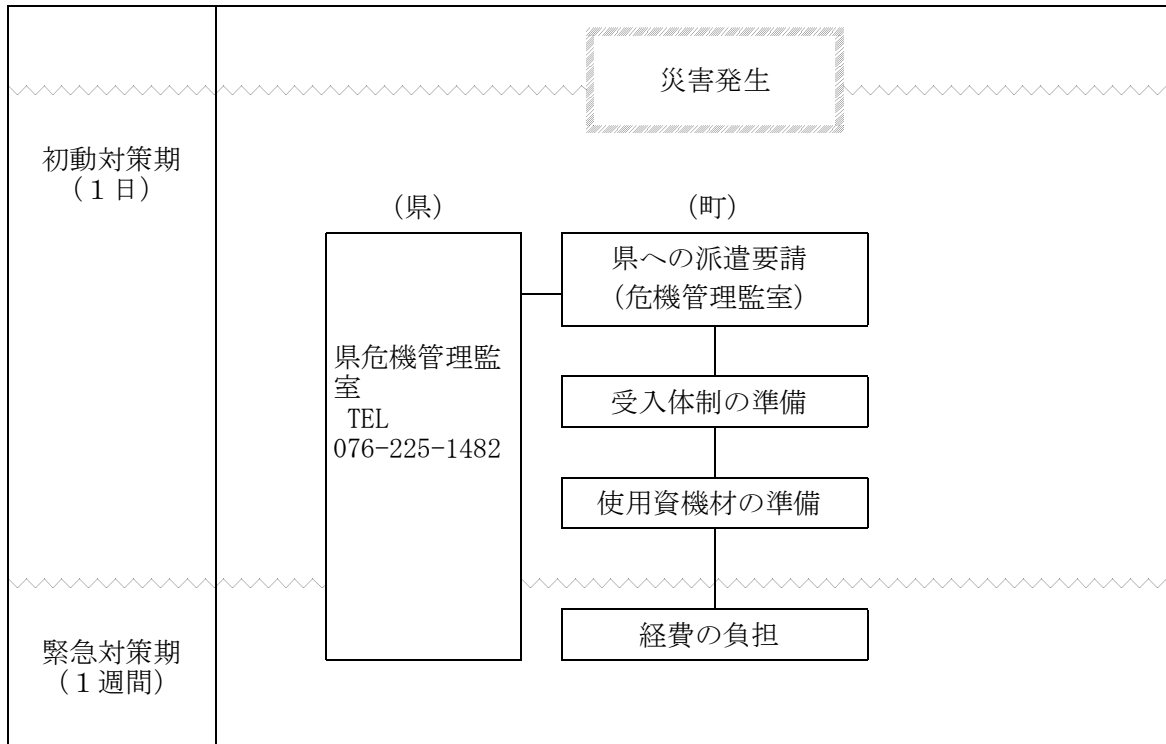 災害発生
初動対策期
（１日）
（県）
（町）
県への派遣要請
（危機管理監室）
県危機管理監
室
TEL
076-225-1482
受入体制の準備
使用資機材の準備
経費の負担
緊急対策期
（１週間）